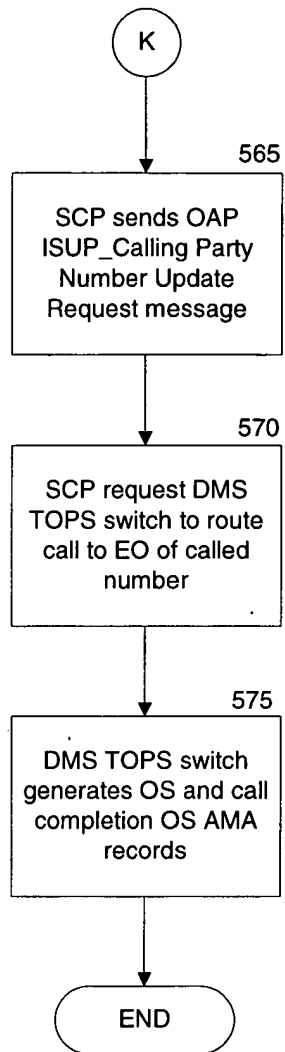 K
565
SCP sends OAP
ISUP_Calling Party
Number Update
Request message
570
SCP request DMS
TOPS switch to route
call to EO of called
number
575
DMS TOPS switch
generates OS and call
completion OS AMA
records
END